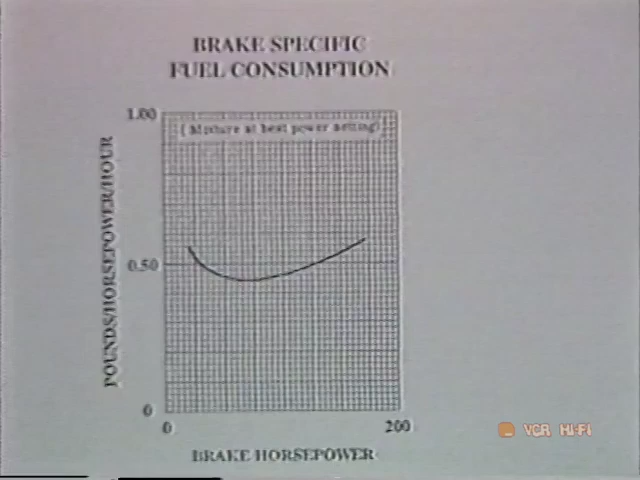 BRAKE SPECIFIC
FUEL CONSUMPTION
1.00
(Mixture at best power setting)
POUNDS/HORSEPOWER/HOUR
0.50
0
0
200
BRAKE HORSEPOWER
VCR HI-FI